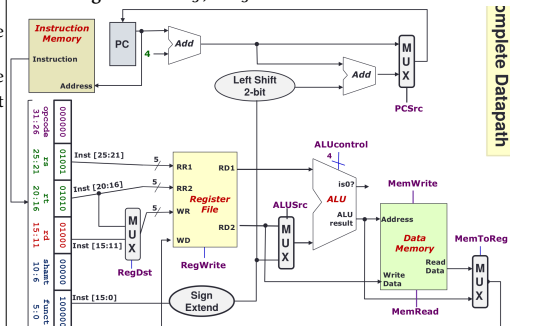 Complete Datapath
Instruction
Memory
Instruction
Address
PC
4
Add
Add
Left Shift
2-bit
MUX
PCSrc
opcode
31:26
000000
rs
25:21
01001
rt
20:16
01010
rd
15:11
01000
shamt
10:6
00000
funct
5:0
100000
Inst [25:21]
Inst [20:16]
Inst [15:11]
Inst [15:0]
5
5
5
MUX
RegDst
RR1
RR2
WR
WD
RD1
RD2
Register
File
RegWrite
Sign
Extend
ALUSrc
MUX
ALUcontrol
4
is0?
ALU
ALU
result
MemWrite
Address
Data
Memory
Read
Data
Write
Data
MemRead
MemToReg
MUX